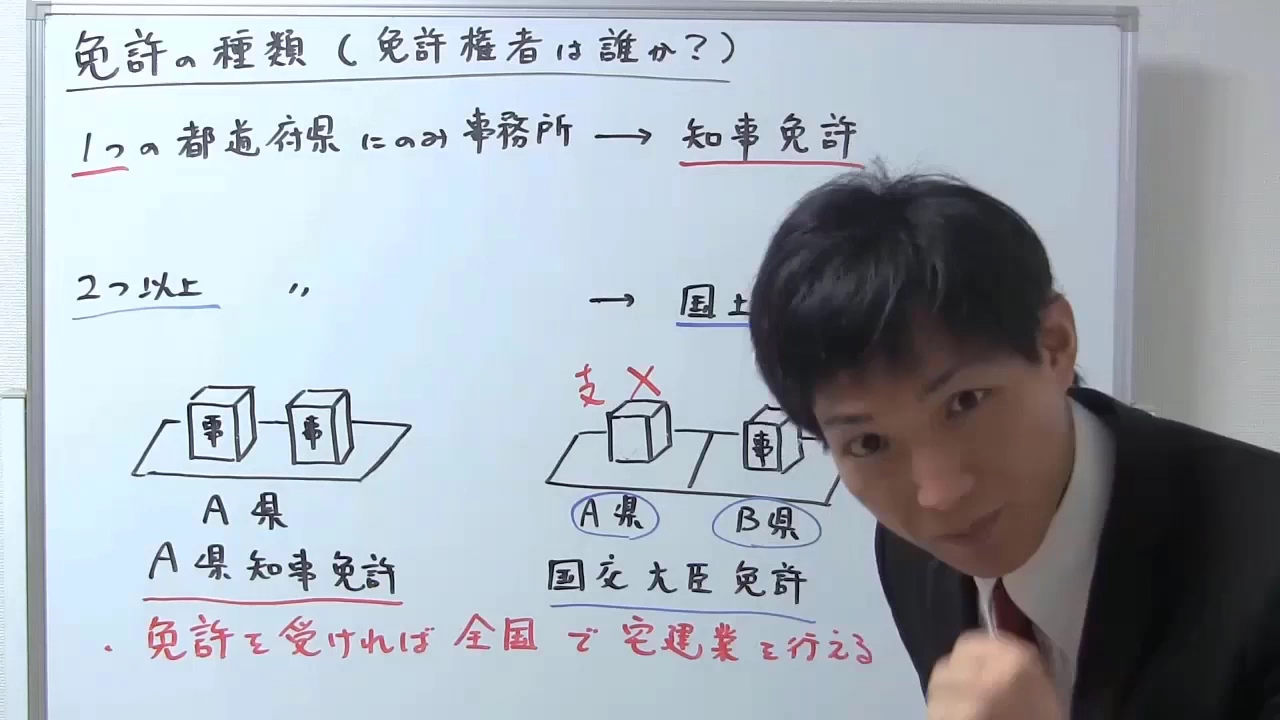 免許の種類(免許権者は誰か?)
1つの都道府県にのみ事務所 → 知事免許
2つ以上 〃 → 国土
支 ×
事 事 事
A県 A県 B県
A県知事免許 国交大臣免許
・免許を受ければ全国で宅建業を行える